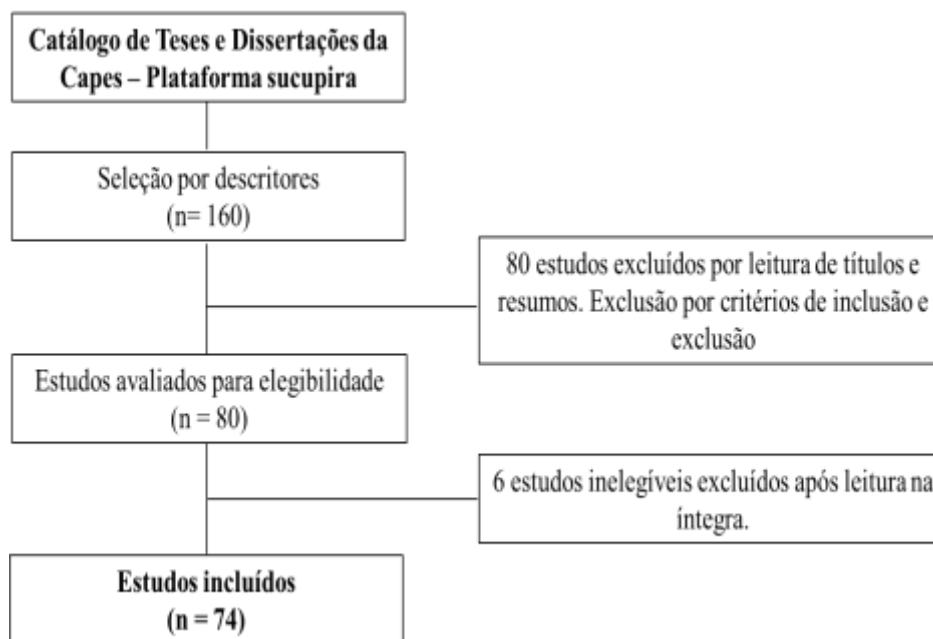 Catálogo de Teses e Dissertações da
Capes – Plataforma sucupira
Seleção por descritores
(n= 160)
80 estudos excluídos por leitura de títulos e
resumos. Exclusão por critérios de inclusão e
exclusão
Estudos avaliados para elegibilidade
(n = 80)
6 estudos inelegíveis excluídos após leitura na
íntegra.
Estudos incluídos
(n = 74)